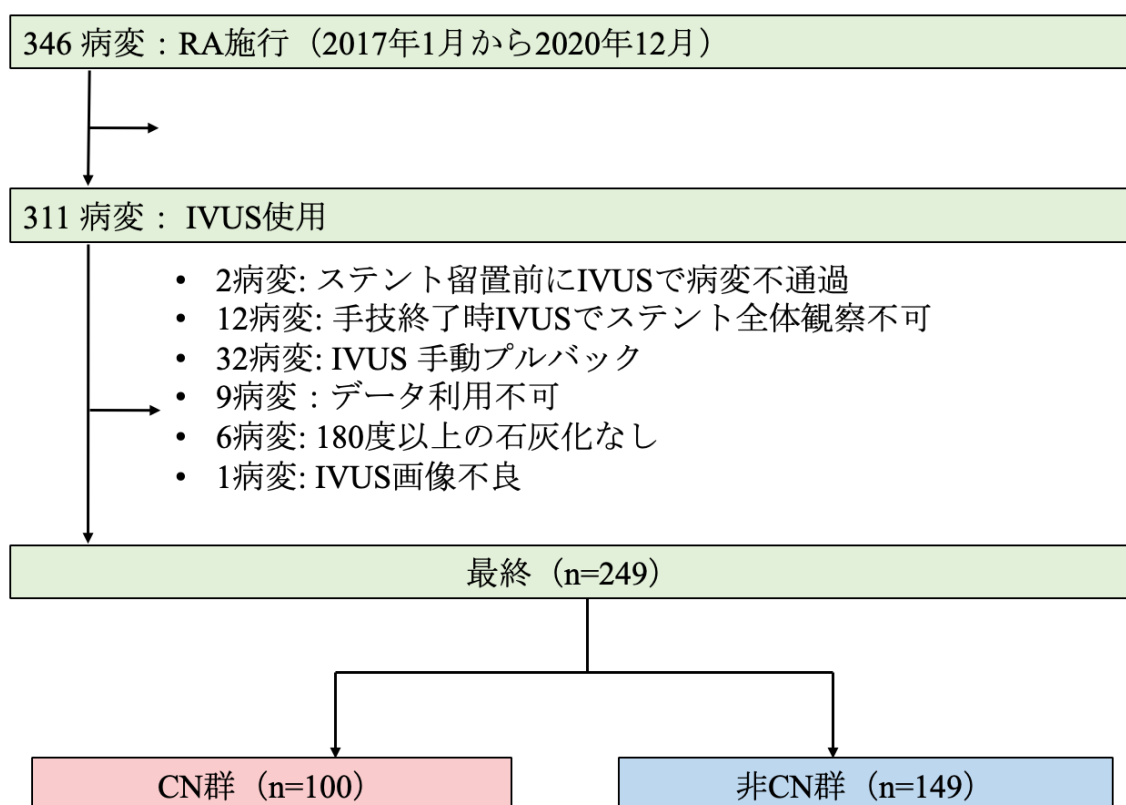 346 病変：RA施行（2017年1月から2020年12月）
311 病変： IVUS使用
• 2病変: ステント留置前にIVUSで病変不通過
• 12病変: 手技終了時IVUSでステント全体観察不可
• 32病変: IVUS 手動プルバック
• 9病変：データ利用不可
• 6病変: 180度以上の石灰化なし
• 1病変: IVUS画像不良
最終（n=249）
CN群（n=100）
非CN群（n=149）